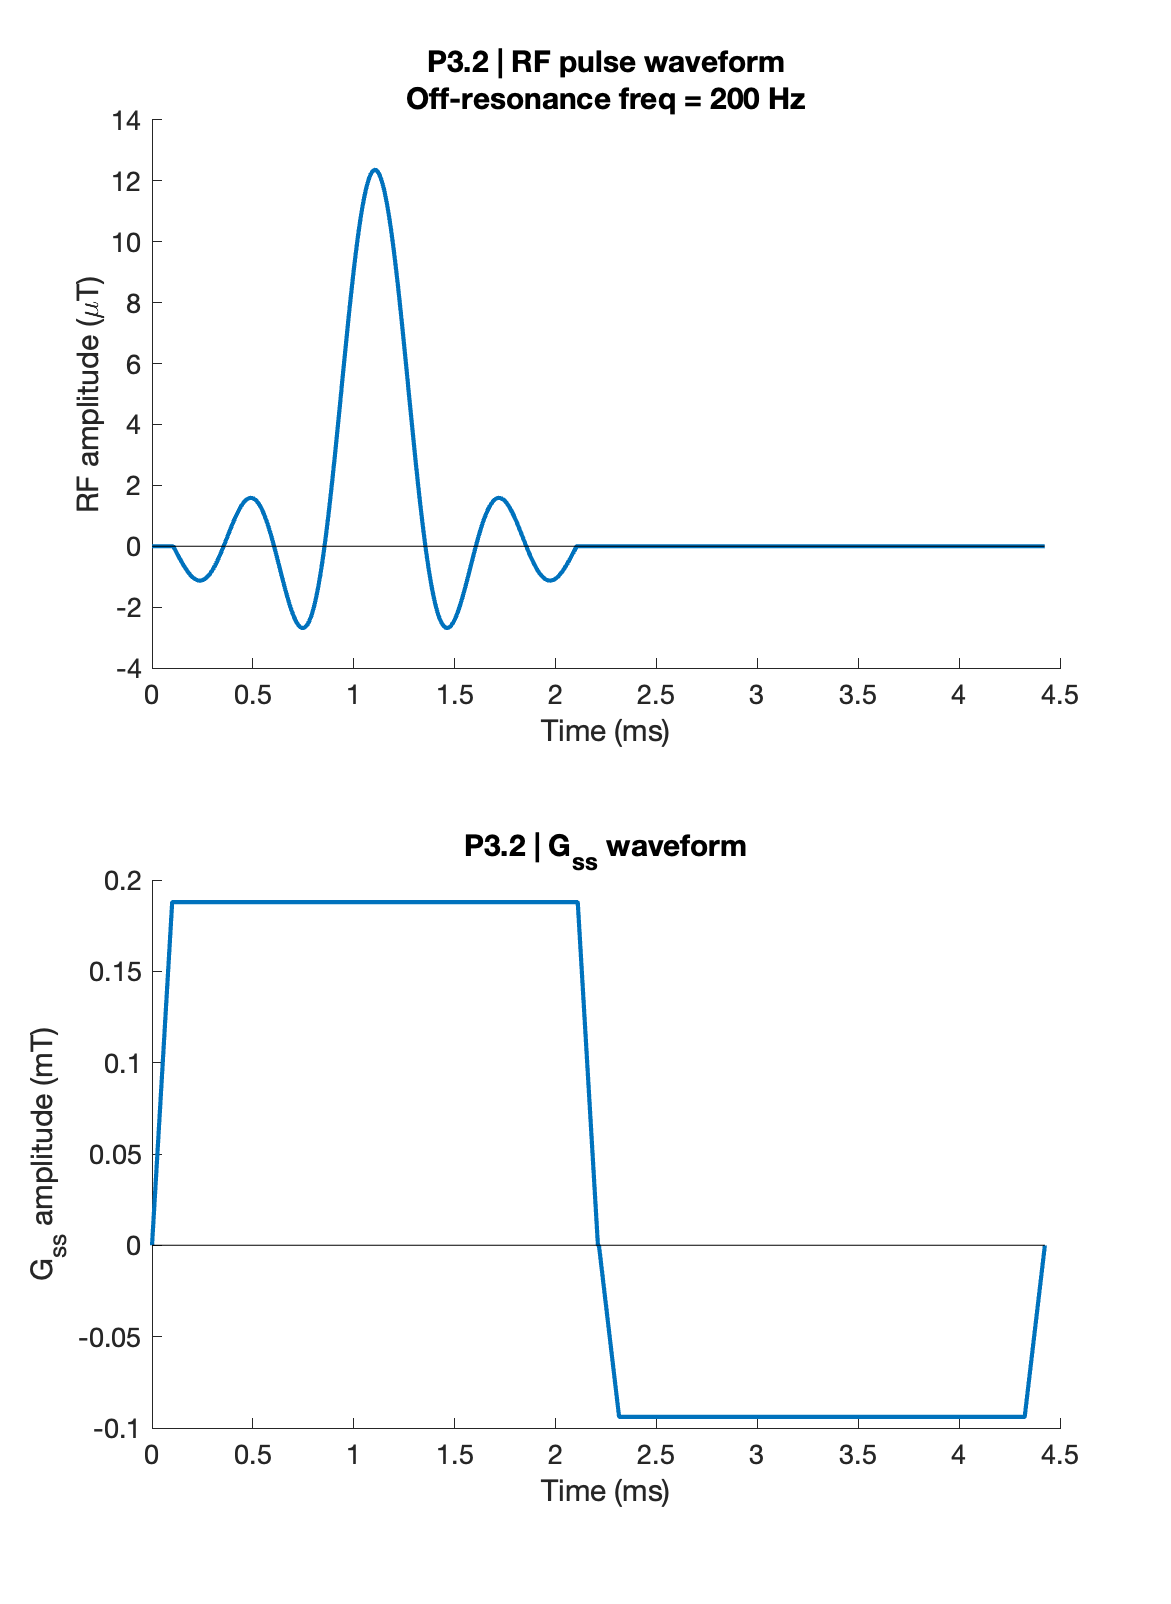 P3.2 | RF pulse waveform
Off-resonance freq = 200 Hz
14
12
10
8
6
4
2
0
-2
-4
RF amplitude (μT)
0 0.5 1 1.5 2 2.5 3 3.5 4 4.5
Time (ms)
P3.2 | Gss waveform
0.2
0.15
0.1
0.05
0
-0.05
-0.1
Gss amplitude (mT)
0 0.5 1 1.5 2 2.5 3 3.5 4 4.5
Time (ms)